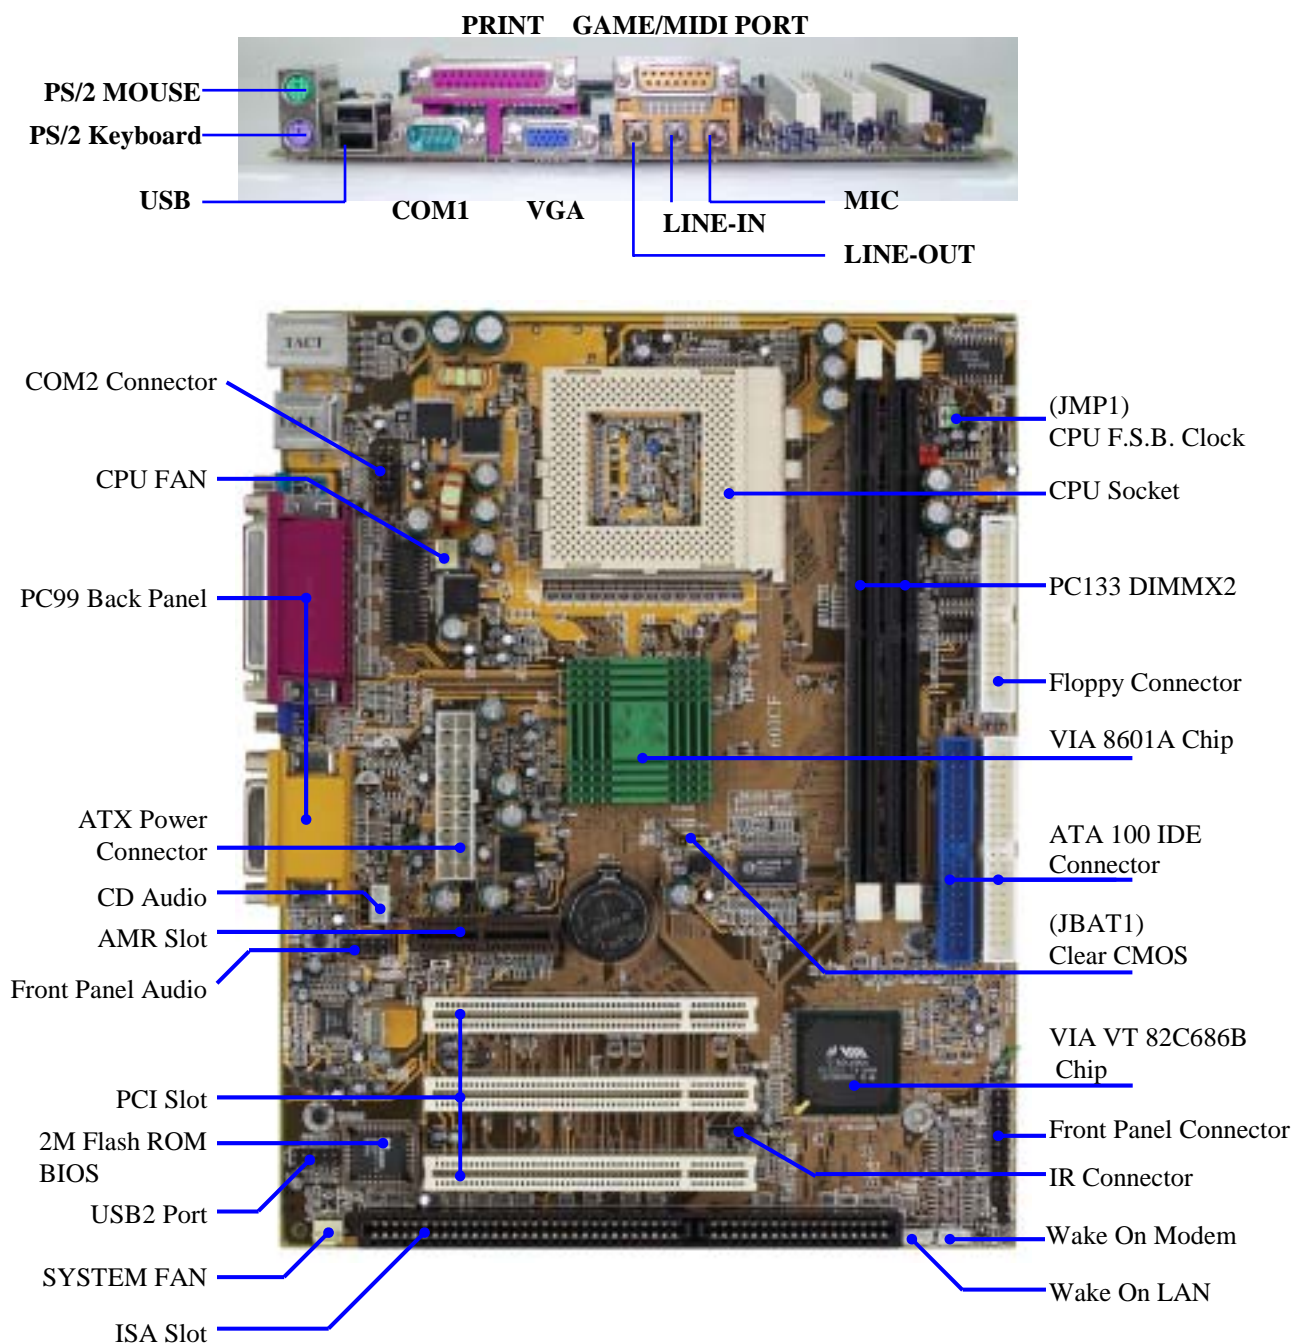 PRINT GAME/MIDI PORT
PS/2 MOUSE
PS/2 Keyboard
USB
COM1
VGA
LINE-IN
MIC
LINE-OUT
COM2 Connector
CPU FAN
PC99 Back Panel
ATX Power
Connector
CD Audio
AMR Slot
Front Panel Audio
PCI Slot
2M Flash ROM
BIOS
USB2 Port
SYSTEM FAN
ISA Slot
(JMP1)
CPU F.S.B. Clock
CPU Socket
PC133 DIMMX2
Floppy Connector
VIA 8601A Chip
ATA 100 IDE
Connector
(JBAT1)
Clear CMOS
VIA VT 82C686B
Chip
Front Panel Connector
IR Connector
Wake On Modem
Wake On LAN
TACT
601CF
VIA